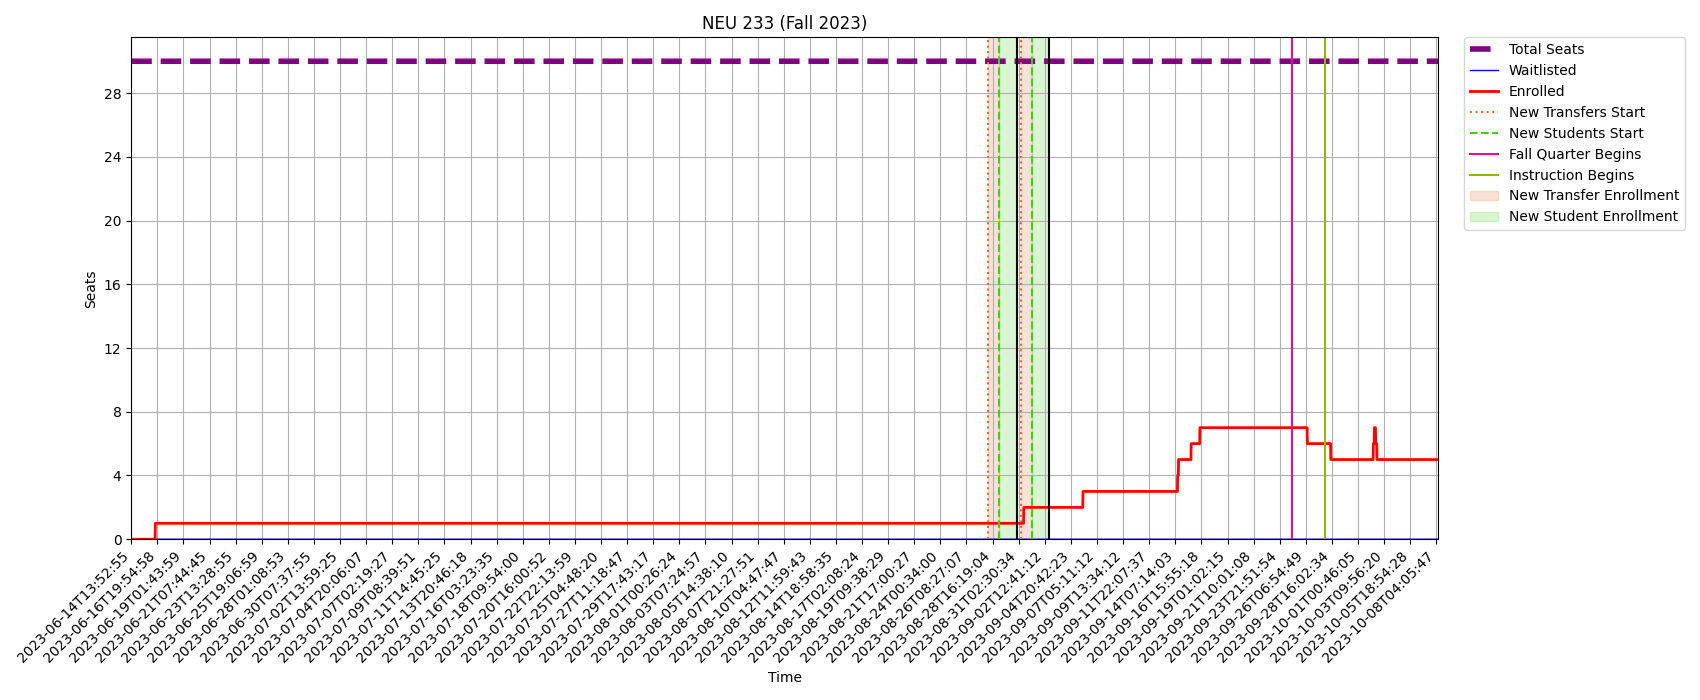 NEU 233 (Fall 2023)
Total Seats
Waitlisted
Enrolled
New Transfers Start
New Students Start
Fall Quarter Begins
Instruction Begins
New Transfer Enrollment
New Student Enrollment
Seats
28
24
20
16
12
8
4
0
2023-06-14T13:52:55
2023-06-16T19:54:58
2023-06-19T01:43:59
2023-06-21T07:44:45
2023-06-23T13:28:55
2023-06-25T19:06:59
2023-06-28T01:08:53
2023-06-30T07:37:55
2023-07-02T13:59:25
2023-07-04T20:06:07
2023-07-07T02:19:27
2023-07-09T08:39:51
2023-07-11T14:45:25
2023-07-13T20:46:18
2023-07-16T03:23:35
2023-07-18T09:54:00
2023-07-20T16:00:52
2023-07-22T22:13:59
2023-07-25T04:48:20
2023-07-27T11:18:47
2023-07-29T17:43:17
2023-08-01T00:26:24
2023-08-03T07:24:57
2023-08-05T14:38:10
2023-08-07T21:27:51
2023-08-10T04:47:47
2023-08-12T11:59:43
2023-08-14T18:58:35
2023-08-17T02:08:24
2023-08-19T09:38:29
2023-08-21T17:00:27
2023-08-24T00:34:00
2023-08-26T08:27:07
2023-08-28T16:19:04
2023-08-31T02:30:34
2023-09-02T12:41:12
2023-09-04T20:42:23
2023-09-07T05:11:12
2023-09-09T13:34:12
2023-09-11T22:07:37
2023-09-14T07:14:03
2023-09-16T15:55:18
2023-09-19T01:02:15
2023-09-21T10:01:08
2023-09-23T21:51:54
2023-09-26T06:54:49
2023-09-28T16:02:34
2023-10-01T00:46:05
2023-10-03T09:56:20
2023-10-05T18:54:28
2023-10-08T04:05:47
Time